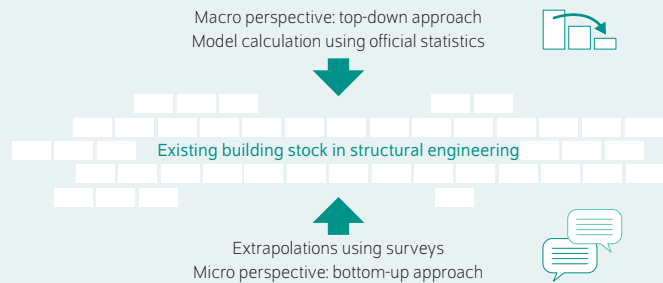 Macro perspective: top-down approach
Model calculation using official statistics
Existing building stock in structural engineering
Extrapolations using surveys
Micro perspective: bottom-up approach